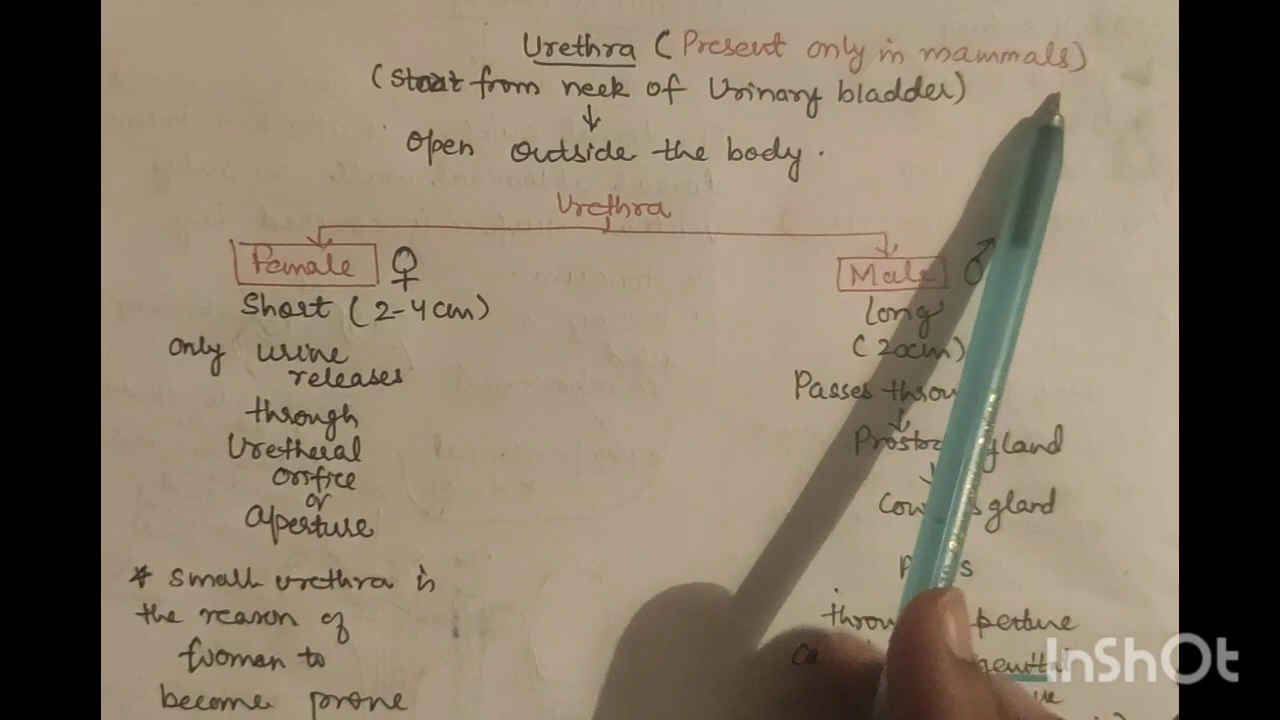 Urethra (Present only in mammals)
(Start from neck of Urinary bladder)
↓
Open outside the body.
Urethra
Female ♀
Short (2-4 cm)
only urine
releases
through
Uretheral
orifice
or
aperture
* small urethra is
the reason of
woman to
become prone
Male ♂
long
(20cm)
Passes
↓
gland
↓
gland
InShOt